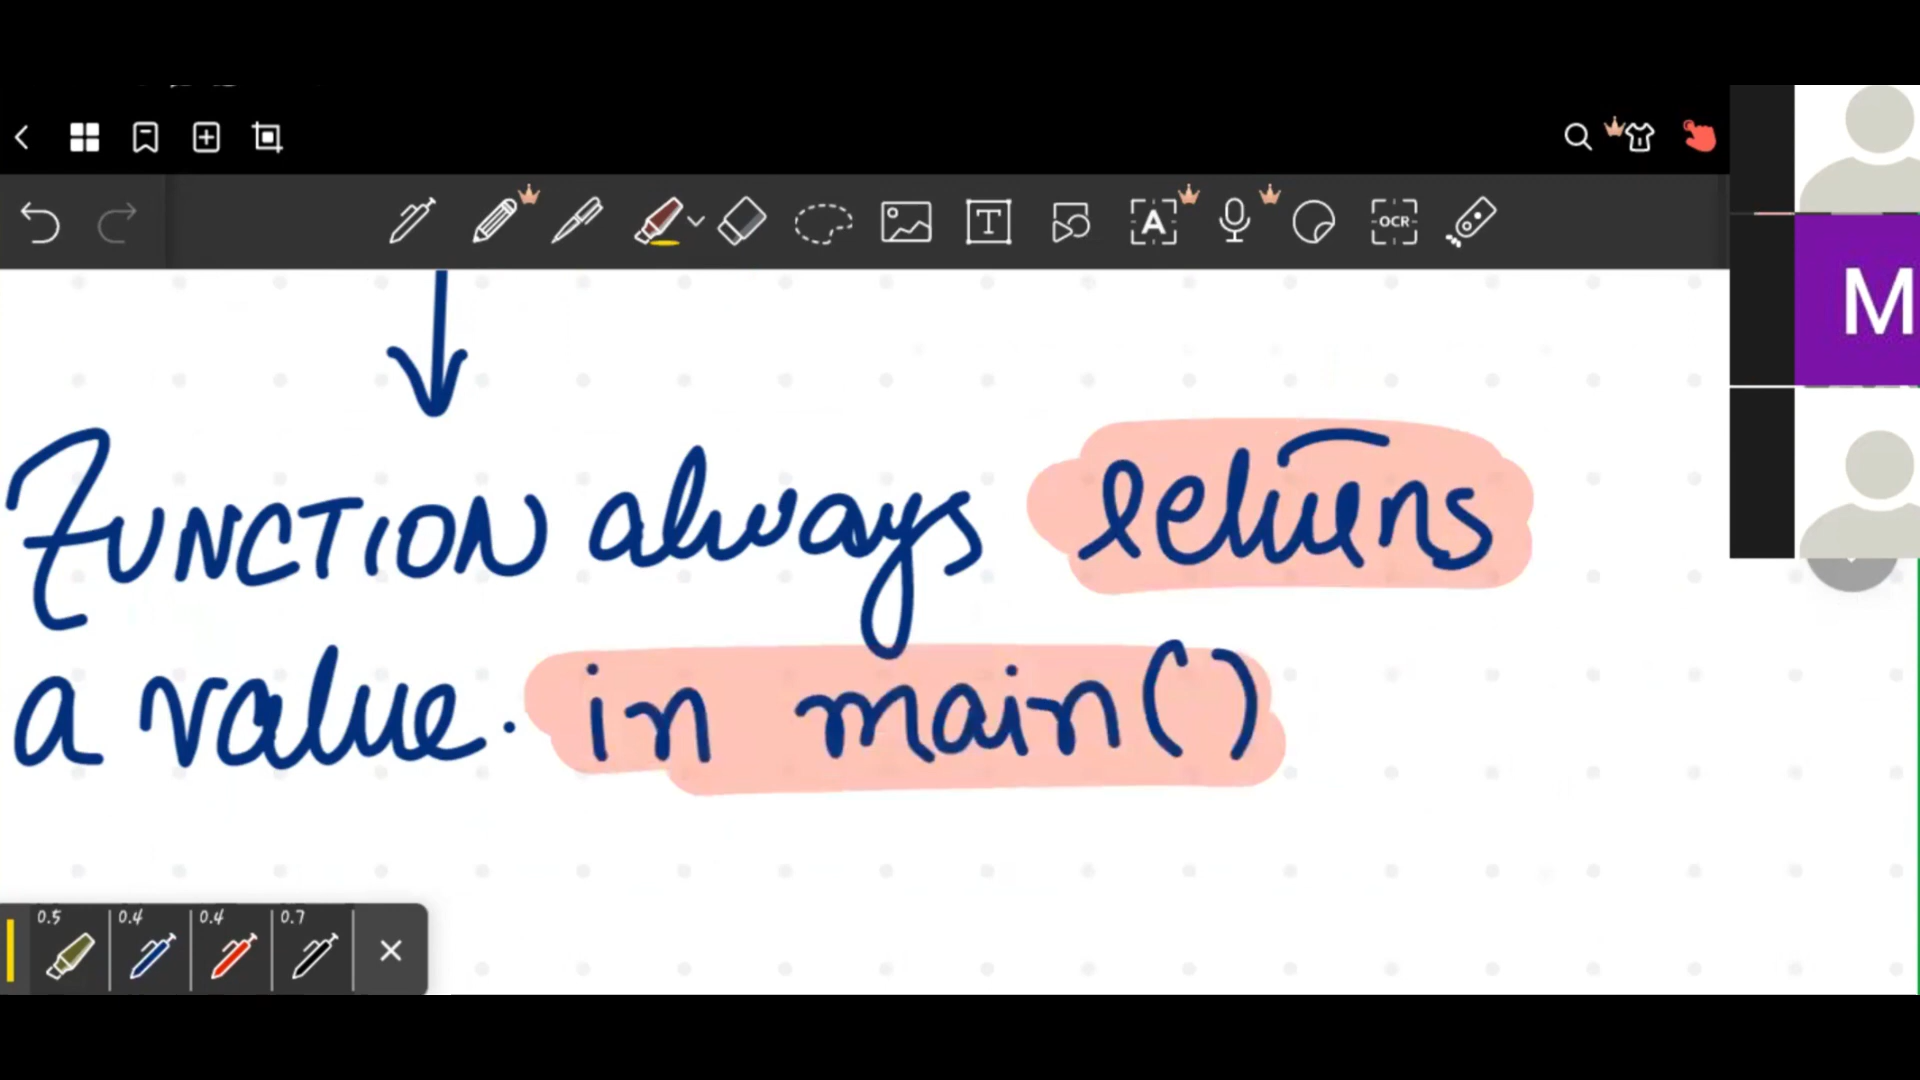 T
A
OCR
M
FUNCTION always returns
a value. in main()
0.5 0.4 0.4 0.7